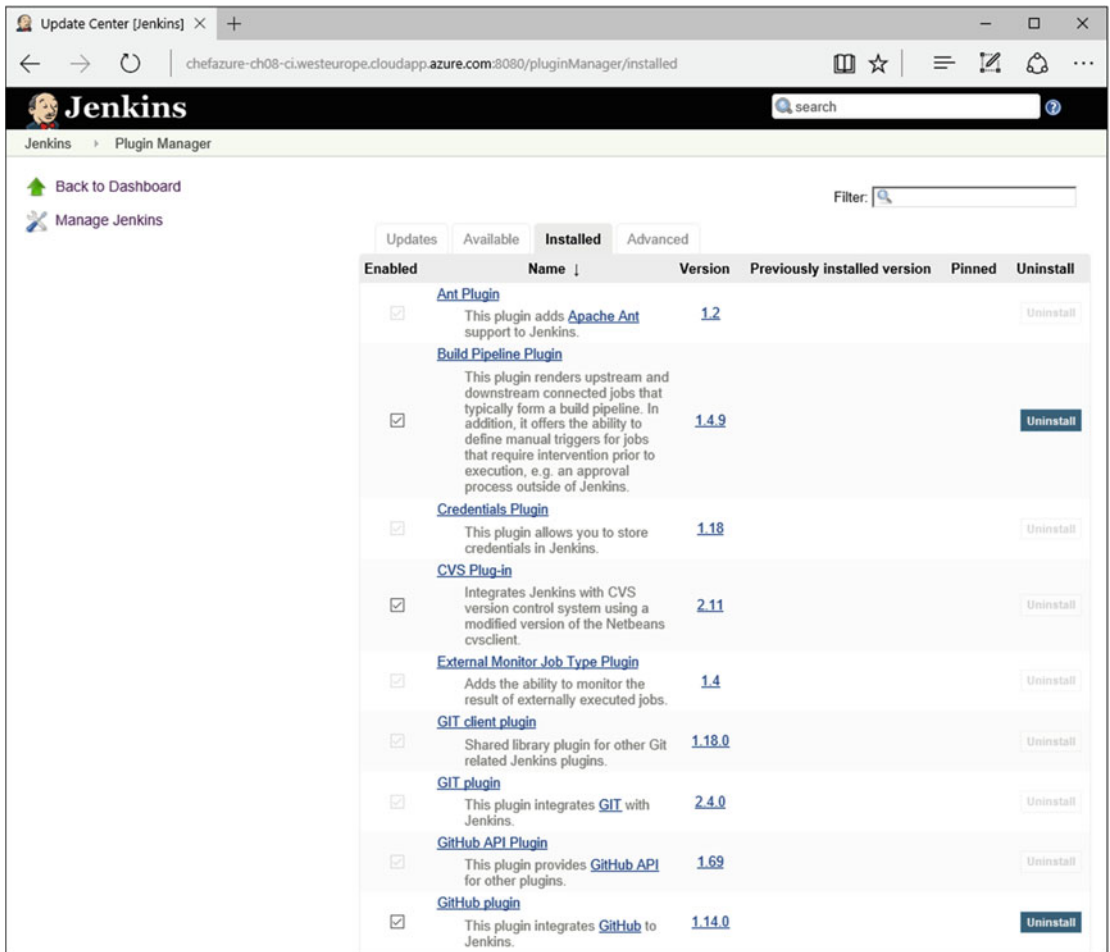 Update Center [Jenkins]
chefazure-ch08-ci.westeurope.cloudapp.azure.com:8080/pluginManager/installed
Jenkins
search
Jenkins
Plugin Manager
Back to Dashboard
Manage Jenkins
Filter:
Updates Available Installed Advanced
Enabled Name ↓ Version Previously installed version Pinned Uninstall
Ant Plugin
This plugin adds Apache Ant
support to Jenkins.
1.2
Uninstall
Build Pipeline Plugin
This plugin renders upstream and
downstream connected jobs that
typically form a build pipeline. In
addition, it offers the ability to
define manual triggers for jobs
that require intervention prior to
execution, e.g. an approval
process outside of Jenkins.
1.4.9
Uninstall
Credentials Plugin
This plugin allows you to store
credentials in Jenkins.
1.18
Uninstall
CVS Plug-in
Integrates Jenkins with CVS
version control system using a
modified version of the Netbeans
cvsclient.
2.11
Uninstall
External Monitor Job Type Plugin
Adds the ability to monitor the
result of externally executed jobs.
1.4
Uninstall
GIT client plugin
Shared library plugin for other Git
related Jenkins plugins.
1.18.0
Uninstall
GIT plugin
This plugin integrates GIT with
Jenkins.
2.4.0
Uninstall
GitHub API Plugin
This plugin provides GitHub API
for other plugins.
1.69
Uninstall
GitHub plugin
This plugin integrates GitHub to
Jenkins.
1.14.0
Uninstall